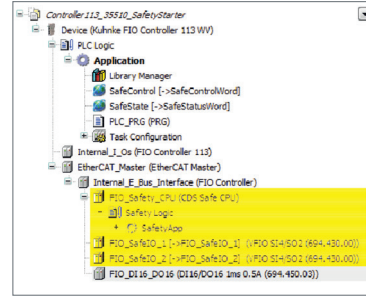 Controller113_35510_SafetyStarter
Device (Kuhnke FIO Controller 113 WV)
PLC Logic
Application
Library Manager
SafeControl [->SafeControlWord]
SafeState [->SafeStatusWord]
PLC_PRG (PRG)
Task Configuration
Internal_I_Os (FIO Controller 113)
EtherCAT_Master (EtherCAT Master)
Internal_E_Bus_Interface (FIO Controller)
FIO_Safety_CPU (CDS Safe CPU)
Safety Logic
SafetyApp
FIO_SafeIO_1 [->FIO_SafeIO_1] (VFIO SI4/SO2 (694.430.00))
FIO_SafeIO_2 [->FIO_SafeIO_2] (VFIO SI4/SO2 (694.430.00))
FIO_DI16_DO16 (DI16/DO16 1ms 0.5A (694.450.03))